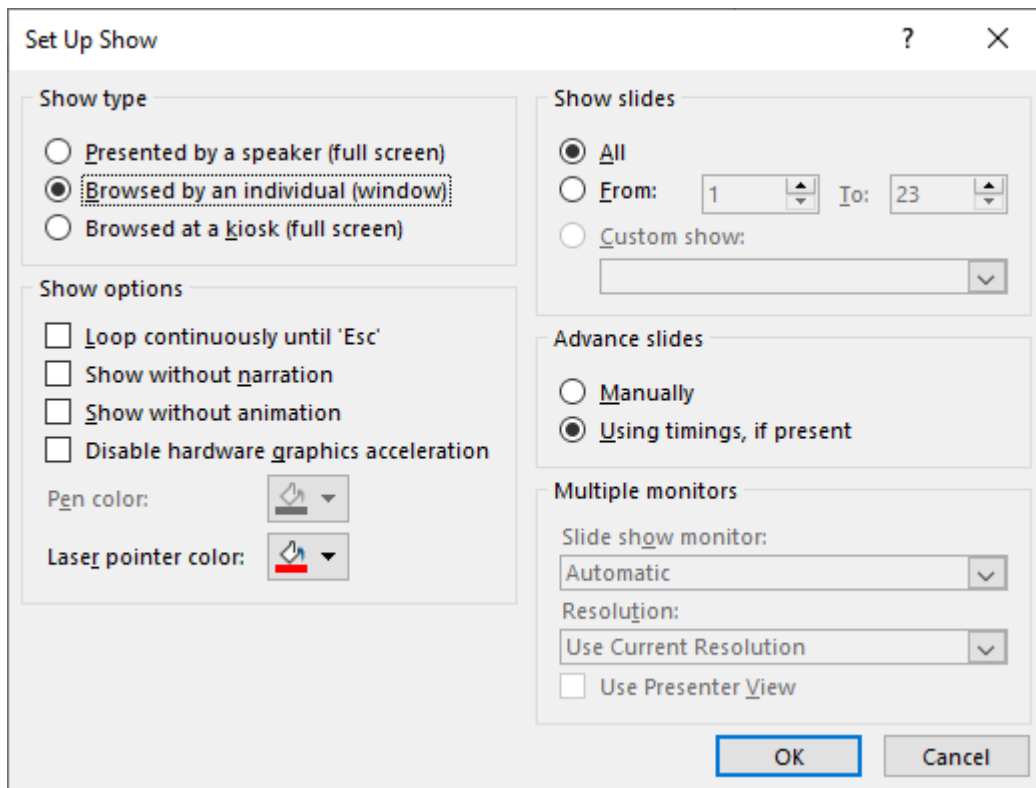 Set Up Show
?
Show type
Presented by a speaker (full screen)
Browsed by an individual (window)
Browsed at a kiosk (full screen)
Show options
Loop continuously until 'Esc'
Show without narration
Show without animation
Disable hardware graphics acceleration
Pen color:
Laser pointer color:
Show slides
All
From: 1 To: 23
Custom show:
Advance slides
Manually
Using timings, if present
Multiple monitors
Slide show monitor:
Automatic
Resolution:
Use Current Resolution
Use Presenter View
OK Cancel